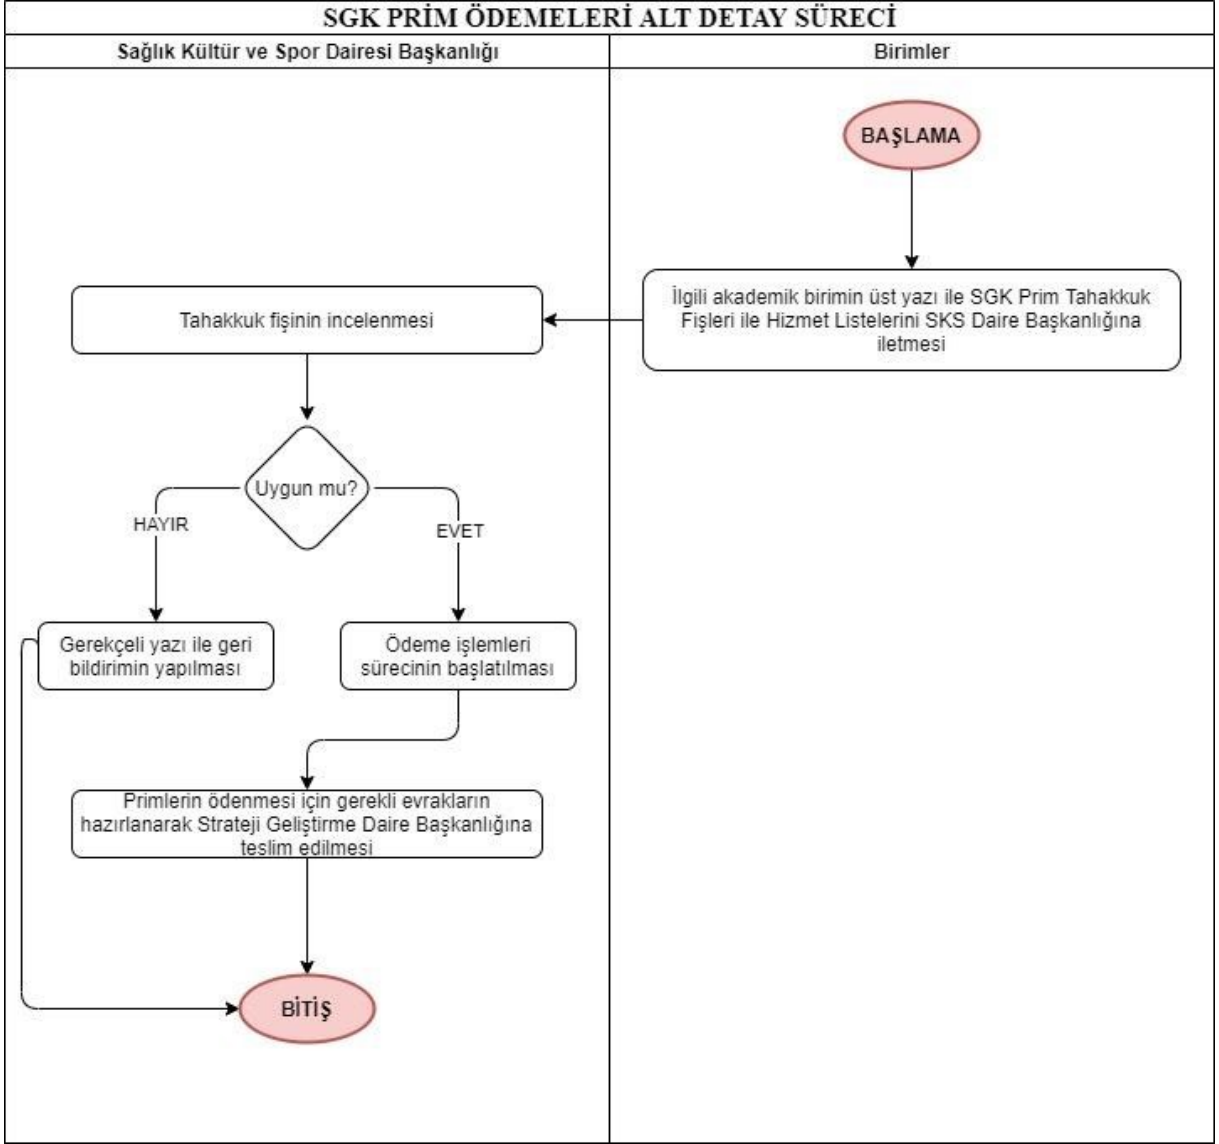 SGK PRİM ÖDEMELERİ ALT DETAY SÜRECİ
Sağlık Kültür ve Spor Dairesi Başkanlığı
Birimler
BAŞLAMA
İlgili akademik birimin üst yazı ile SGK Prim Tahakkuk
Fişleri ile Hizmet Listelerini SKS Daire Başkanlığına
iletmesi
Tahakkuk fişinin incelenmesi
Uygun mu?
HAYIR
EVET
Gerekçeli yazı ile geri
bildirimin yapılması
Ödeme işlemleri
sürecinin başlatılması
Primlerin ödenmesi için gerekli evrakların
hazırlanarak Strateji Geliştirme Daire Başkanlığına
teslim edilmesi
BİTİŞ